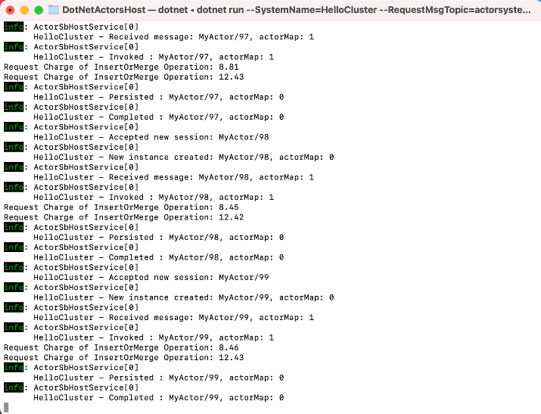 DotNetActorsHost — dotnet ◂ dotnet run --SystemName=HelloCluster --RequestMsgTopic=actorsyste...
info: ActorSbHostService[0]
HelloCluster - Received message: MyActor/97, actorMap: 1
info: ActorSbHostService[0]
HelloCluster - Invoked : MyActor/97, actorMap: 1
Request Charge of InsertOrMerge Operation: 8.81
Request Charge of InsertOrMerge Operation: 12.43
info: ActorSbHostService[0]
HelloCluster - Persisted : MyActor/97, actorMap: 0
info: ActorSbHostService[0]
HelloCluster - Completed : MyActor/97, actorMap: 0
info: ActorSbHostService[0]
HelloCluster - Accepted new session: MyActor/98
info: ActorSbHostService[0]
HelloCluster - New instance created: MyActor/98, actorMap: 0
info: ActorSbHostService[0]
HelloCluster - Received message: MyActor/98, actorMap: 1
info: ActorSbHostService[0]
HelloCluster - Invoked : MyActor/98, actorMap: 1
Request Charge of InsertOrMerge Operation: 8.45
Request Charge of InsertOrMerge Operation: 12.42
info: ActorSbHostService[0]
HelloCluster - Persisted : MyActor/98, actorMap: 0
info: ActorSbHostService[0]
HelloCluster - Completed : MyActor/98, actorMap: 0
info: ActorSbHostService[0]
HelloCluster - Accepted new session: MyActor/99
info: ActorSbHostService[0]
HelloCluster - New instance created: MyActor/99, actorMap: 0
info: ActorSbHostService[0]
HelloCluster - Received message: MyActor/99, actorMap: 1
info: ActorSbHostService[0]
HelloCluster - Invoked : MyActor/99, actorMap: 1
Request Charge of InsertOrMerge Operation: 8.46
Request Charge of InsertOrMerge Operation: 12.43
info: ActorSbHostService[0]
HelloCluster - Persisted : MyActor/99, actorMap: 0
info: ActorSbHostService[0]
HelloCluster - Completed : MyActor/99, actorMap: 0